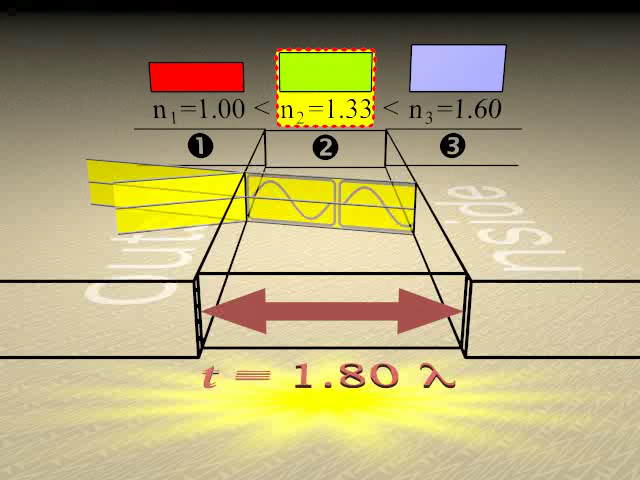 n1=1.00 < n2=1.33 < n3=1.60
❶ ❷ ❸
Outside Inside
t = 1.80 λ